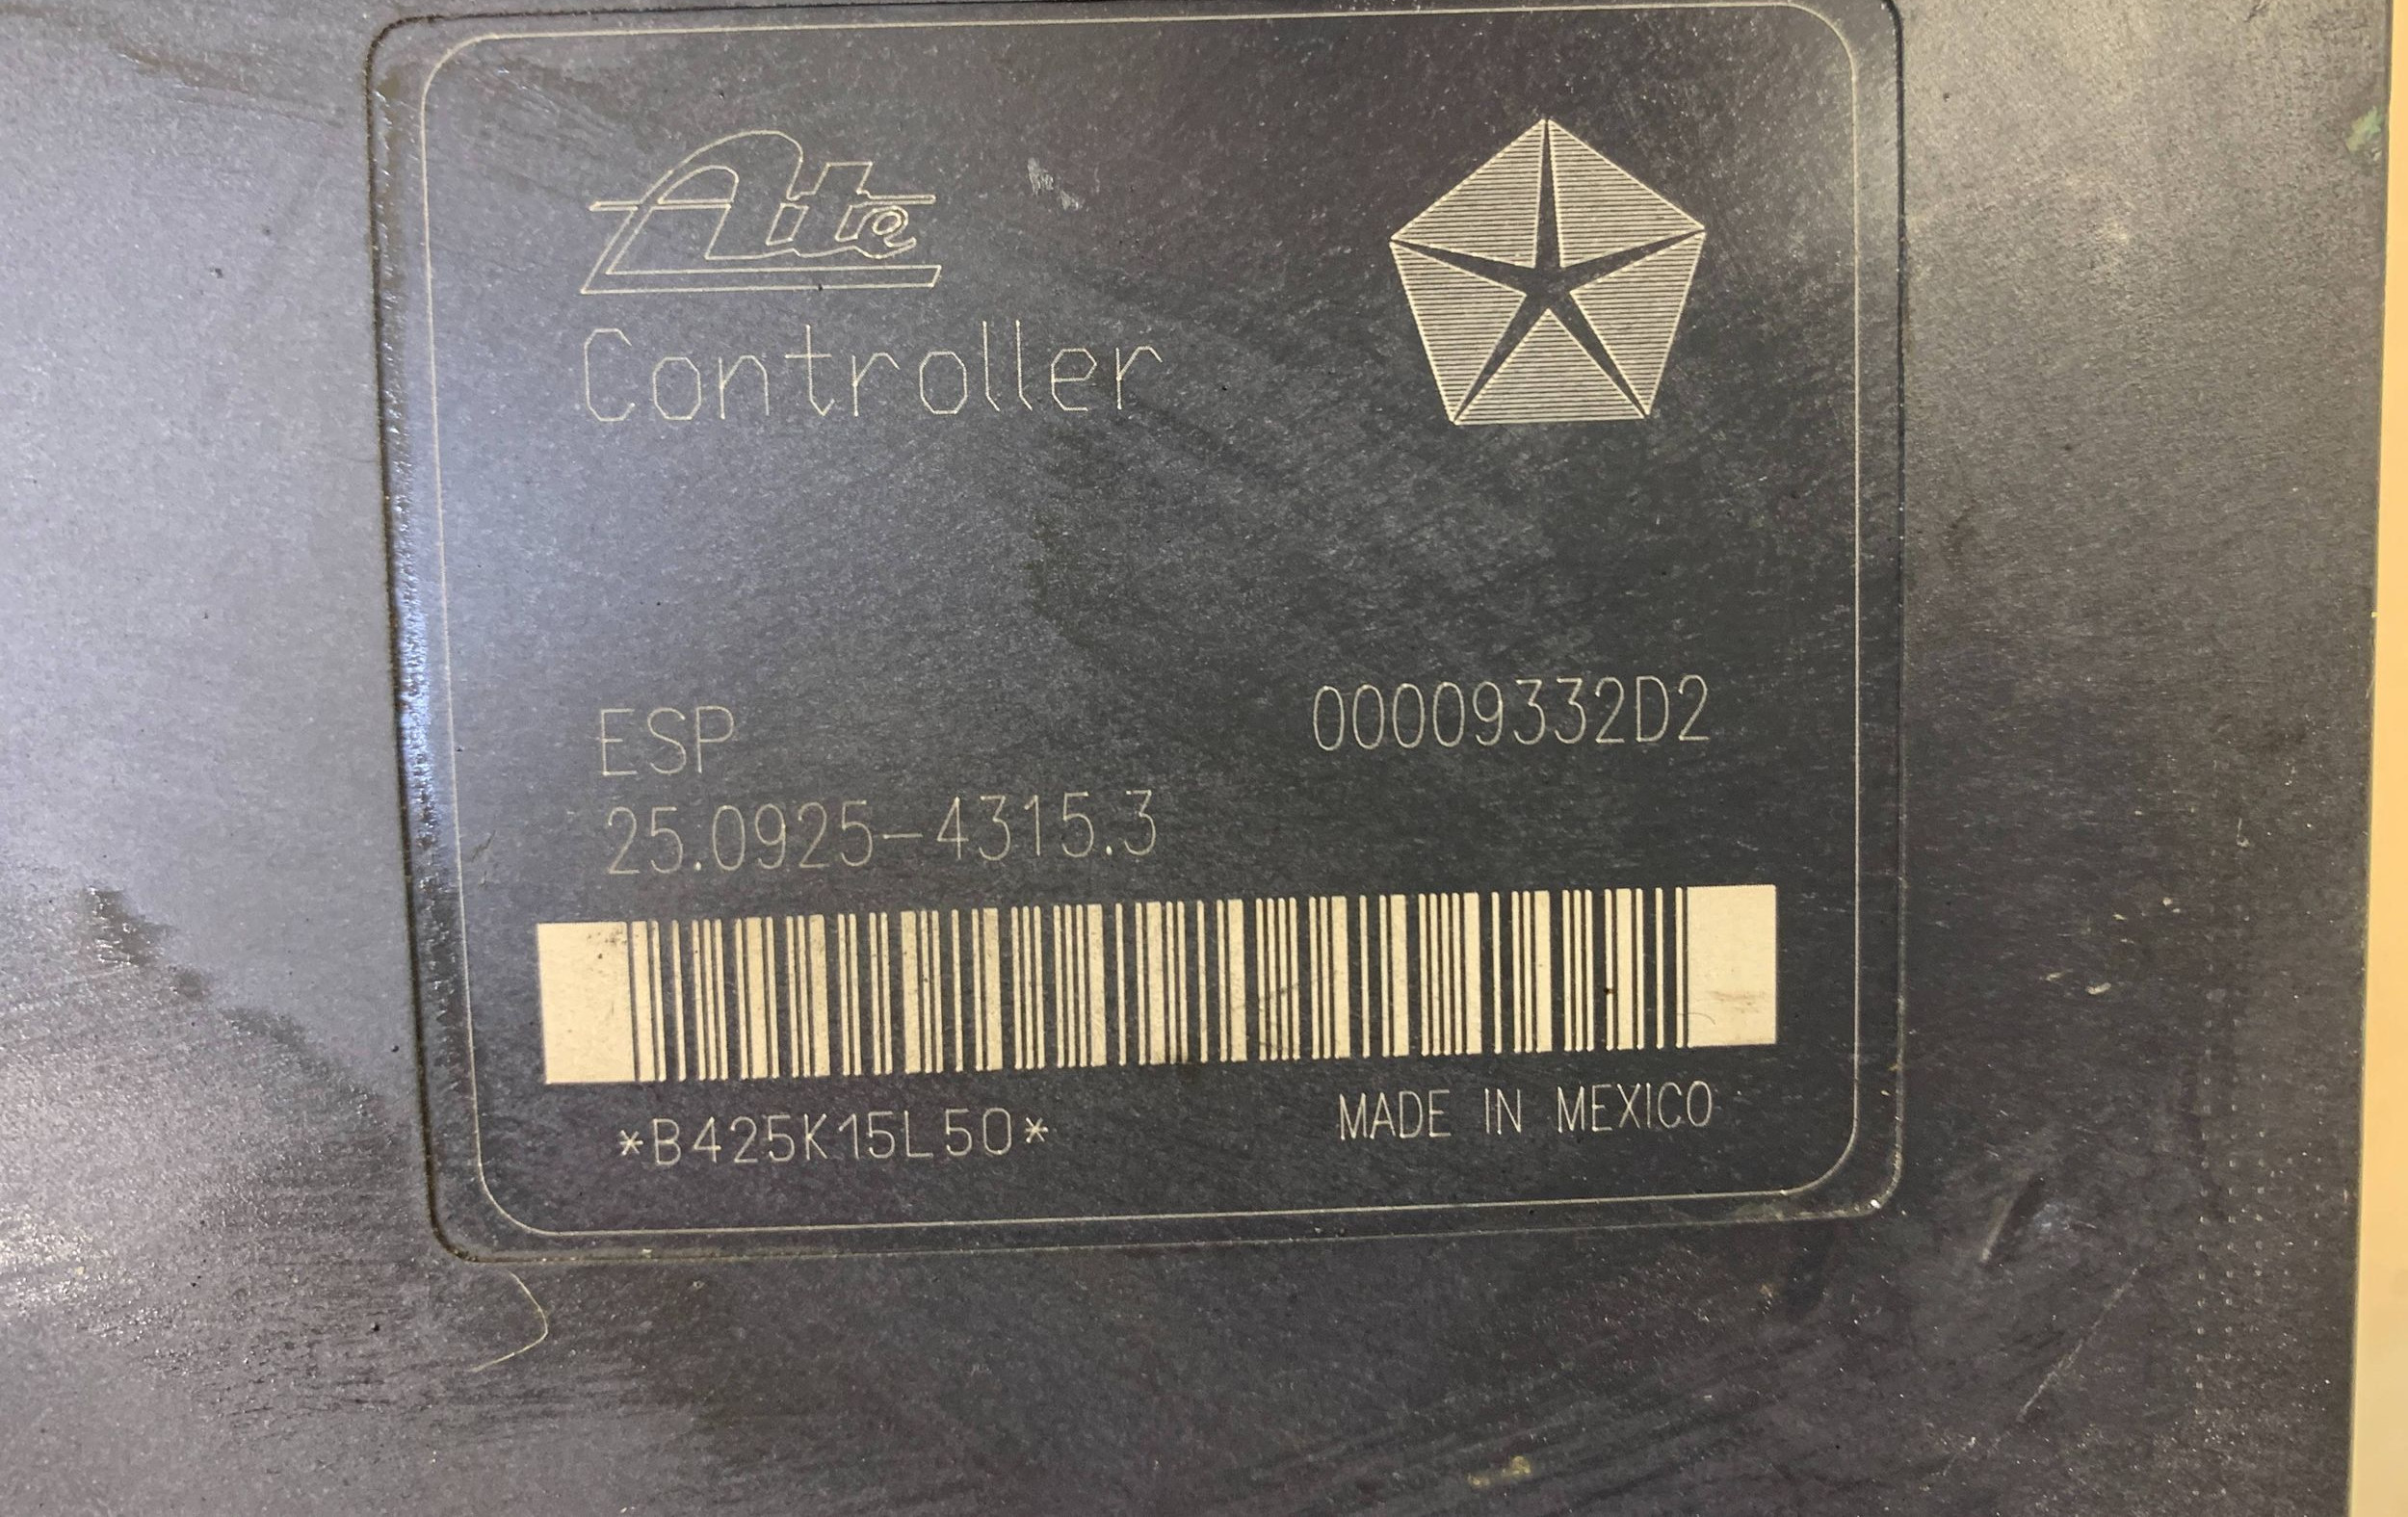 Ate
Controller
ESP
00009332D2
25.0925-4315.3
*B425K15L50*
MADE IN MEXICO